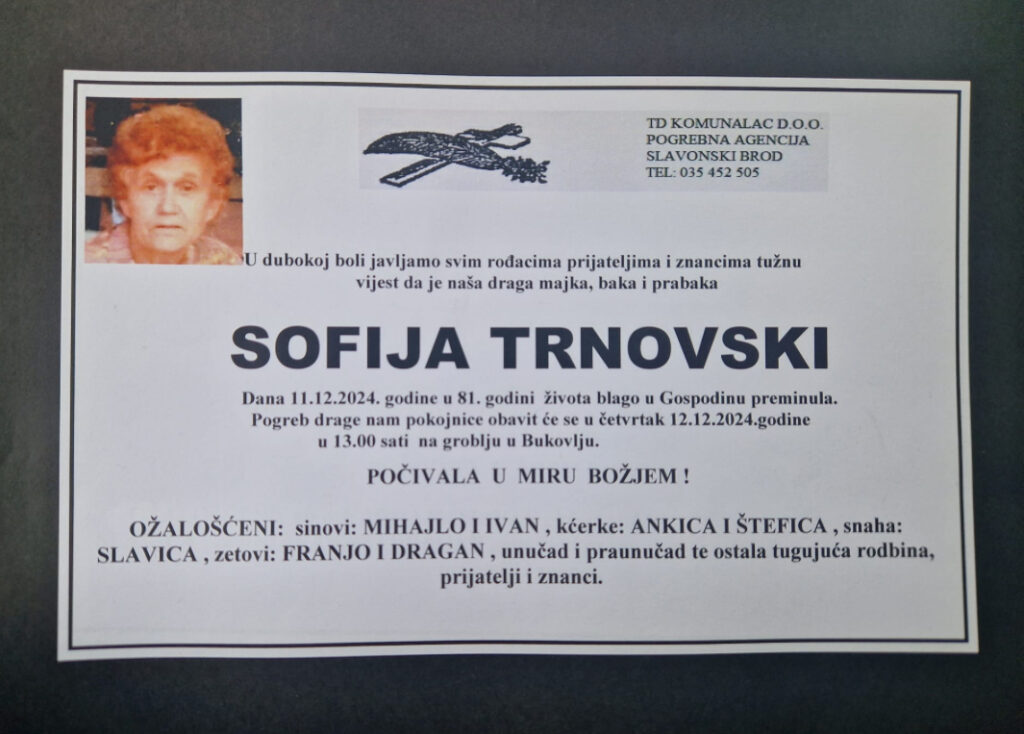 TD KOMUNALAC D.O.O.
POGREBNA AGENCIJA
SLAVONSKI BROD
TEL: 035 452 505
U dubokoj boli javljamo svim rođacima prijateljima i znancima tužnu
vijest da je naša draga majka, baka i prabaka
SOFIJA TRNOVSKI
Dana 11.12.2024. godine u 81. godini života blago u Gospodinu preminula.
Pogreb drage nam pokojnice obavit će se u četvrtak 12.12.2024.godine
u 13.00 sati na groblju u Bukovlju.
POČIVALA U MIRU BOŽJEM !
OŽALOŠĆENI: sinovi: MIHAJLO I IVAN , kćerke: ANKICA I ŠTEFICA , snaha:
SLAVICA , zetovi: FRANJO I DRAGAN , unučad i praunučad te ostala tugujuća rodbina,
prijatelji i znanci.